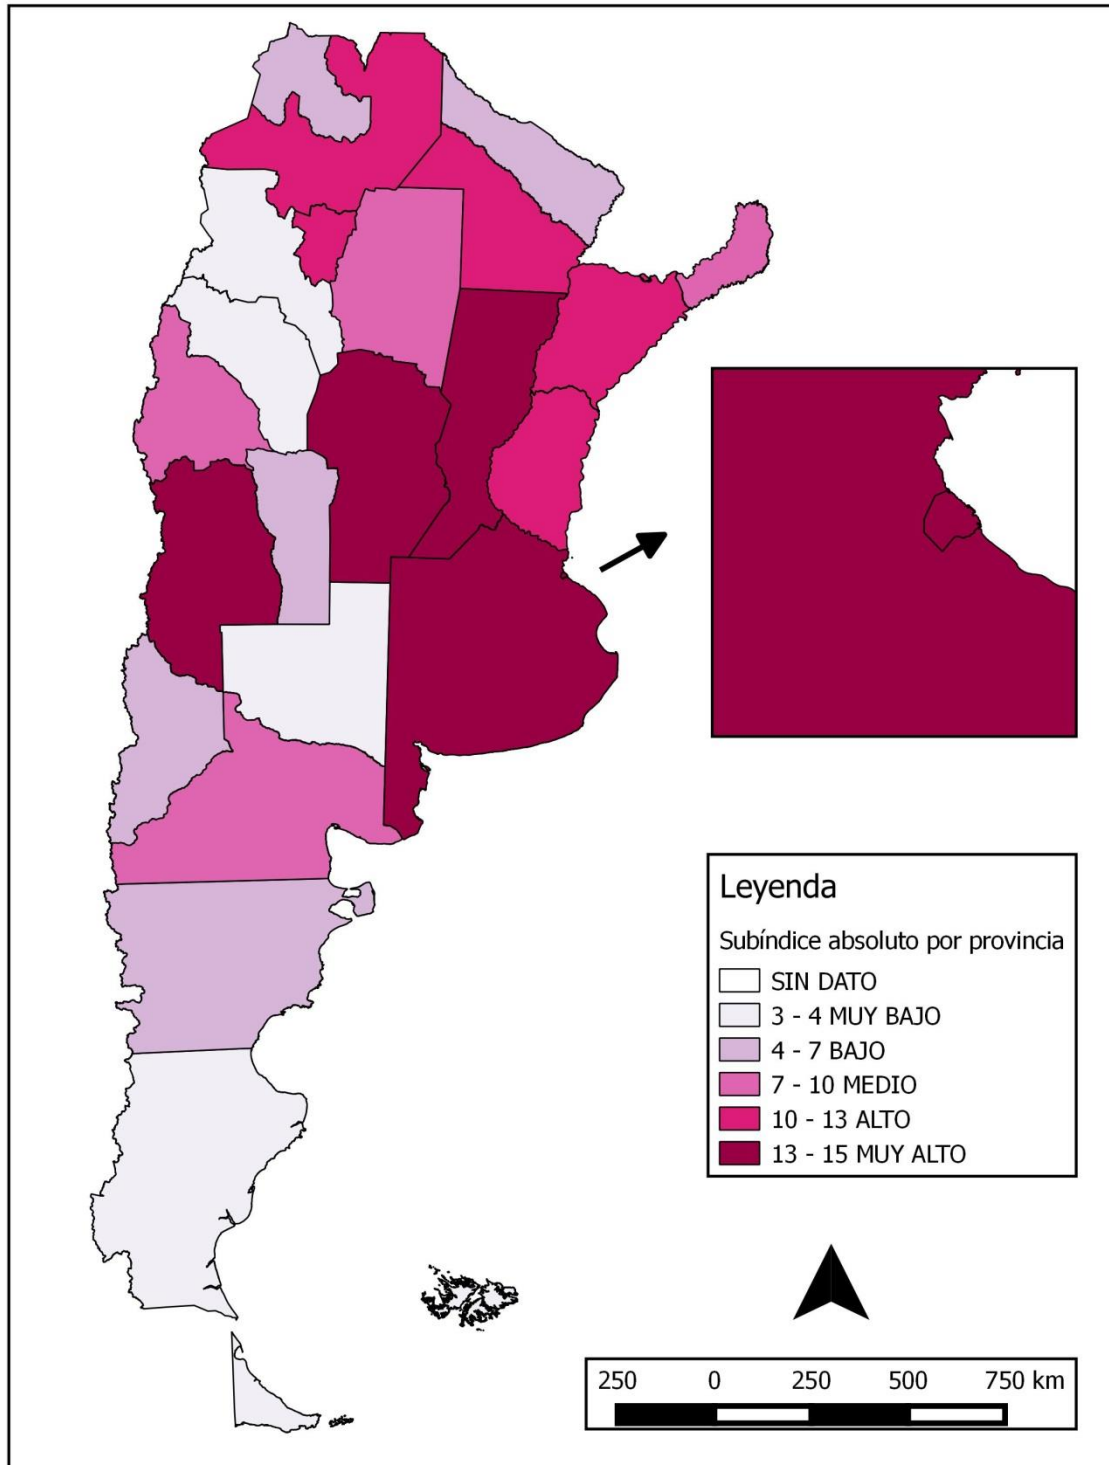 Leyenda
Subíndice absoluto por provincia
SIN DATO
3 - 4 MUY BAJO
4 - 7 BAJO
7 - 10 MEDIO
10 - 13 ALTO
13 - 15 MUY ALTO
250 0 250 500 750 km